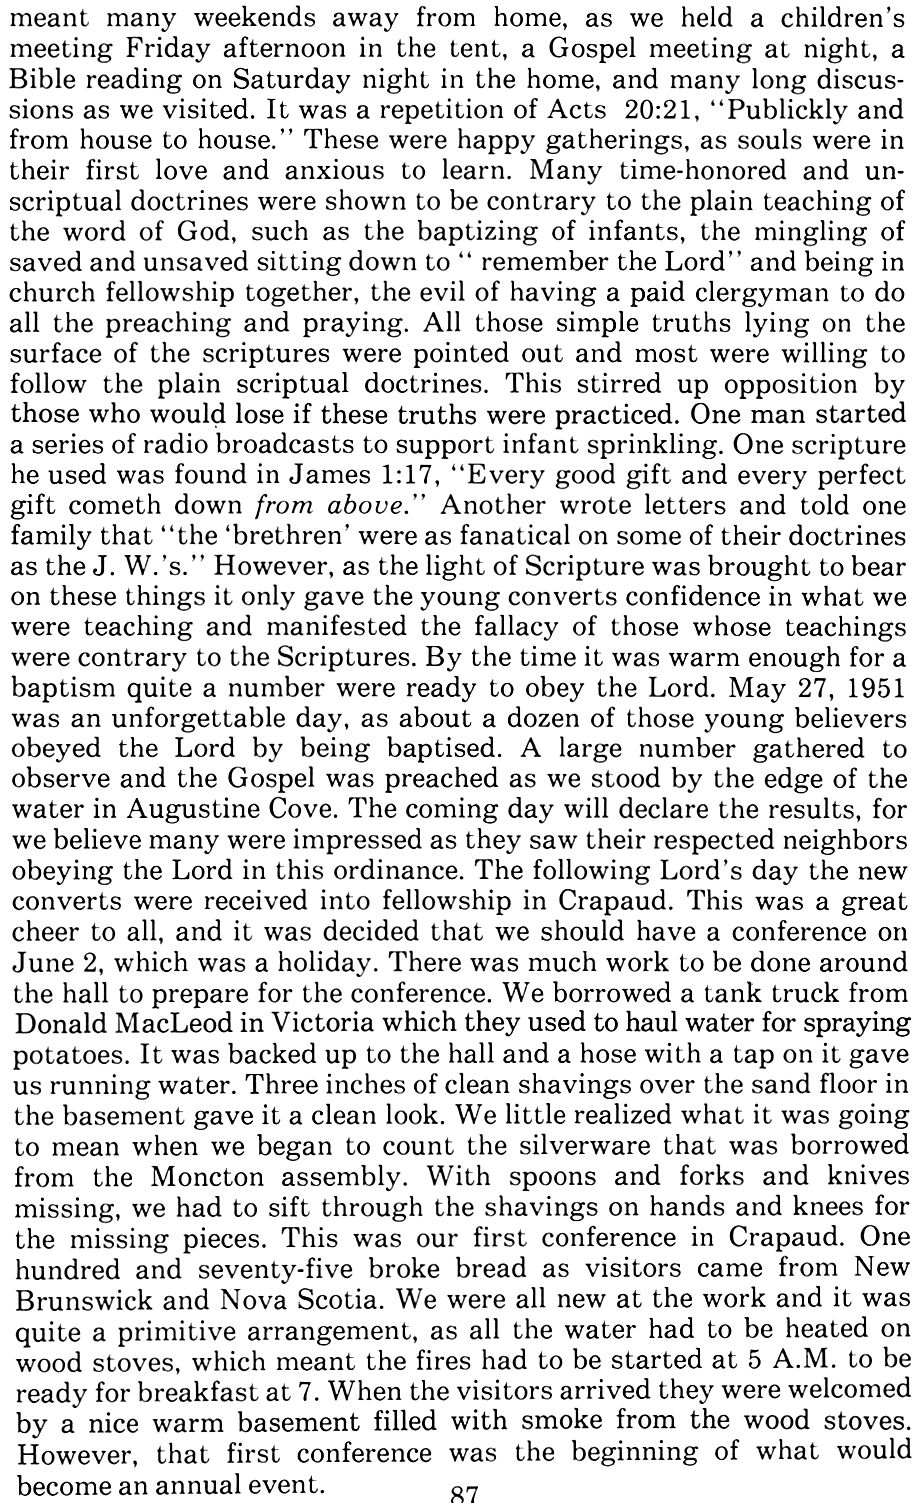 meant many weekends away from home, as we held a children's
meeting Friday afternoon in the tent, a Gospel meeting at night, a
Bible reading on Saturday night in the home, and many long discus-
sions as we visited. It was a repetition of Acts 20:21, "Publickly and
from house to house." These were happy gatherings, as souls were in
their first love and anxious to learn. Many time-honored and un-
scriptual doctrines were shown to be contrary to the plain teaching of
the word of God, such as the baptizing of infants, the mingling of
saved and unsaved sitting down to " remember the Lord" and being in
church fellowship together, the evil of having a paid clergyman to do
all the preaching and praying. All those simple truths lying on the
surface of the scriptures were pointed out and most were willing to
follow the plain scriptual doctrines. This stirred up opposition by
those who would lose if these truths were practiced. One man started
a series of radio broadcasts to support infant sprinkling. One scripture
he used was found in James 1:17, "Every good gift and every perfect
gift cometh down from above." Another wrote letters and told one
family that "the 'brethren' were as fanatical on some of their doctrines
as the J. W.'s." However, as the light of Scripture was brought to bear
on these things it only gave the young converts confidence in what we
were teaching and manifested the fallacy of those whose teachings
were contrary to the Scriptures. By the time it was warm enough for a
baptism quite a number were ready to obey the Lord. May 27, 1951
was an unforgettable day, as about a dozen of those young believers
obeyed the Lord by being baptised. A large number gathered to
observe and the Gospel was preached as we stood by the edge of the
water in Augustine Cove. The coming day will declare the results, for
we believe many were impressed as they saw their respected neighbors
obeying the Lord in this ordinance. The following Lord's day the new
converts were received into fellowship in Crapaud. This was a great
cheer to all, and it was decided that we should have a conference on
June 2, which was a holiday. There was much work to be done around
the hall to prepare for the conference. We borrowed a tank truck from
Donald MacLeod in Victoria which they used to haul water for spraying
potatoes. It was backed up to the hall and a hose with a tap on it gave
us running water. Three inches of clean shavings over the sand floor in
the basement gave it a clean look. We little realized what it was going
to mean when we began to count the silverware that was borrowed
from the Moncton assembly. With spoons and forks and knives
missing, we had to sift through the shavings on hands and knees for
the missing pieces. This was our first conference in Crapaud. One
hundred and seventy-five broke bread as visitors came from New
Brunswick and Nova Scotia. We were all new at the work and it was
quite a primitive arrangement, as all the water had to be heated on
wood stoves, which meant the fires had to be started at 5 A.M. to be
ready for breakfast at 7. When the visitors arrived they were welcomed
by a nice warm basement filled with smoke from the wood stoves.
However, that first conference was the beginning of what would
become an annual event.
87